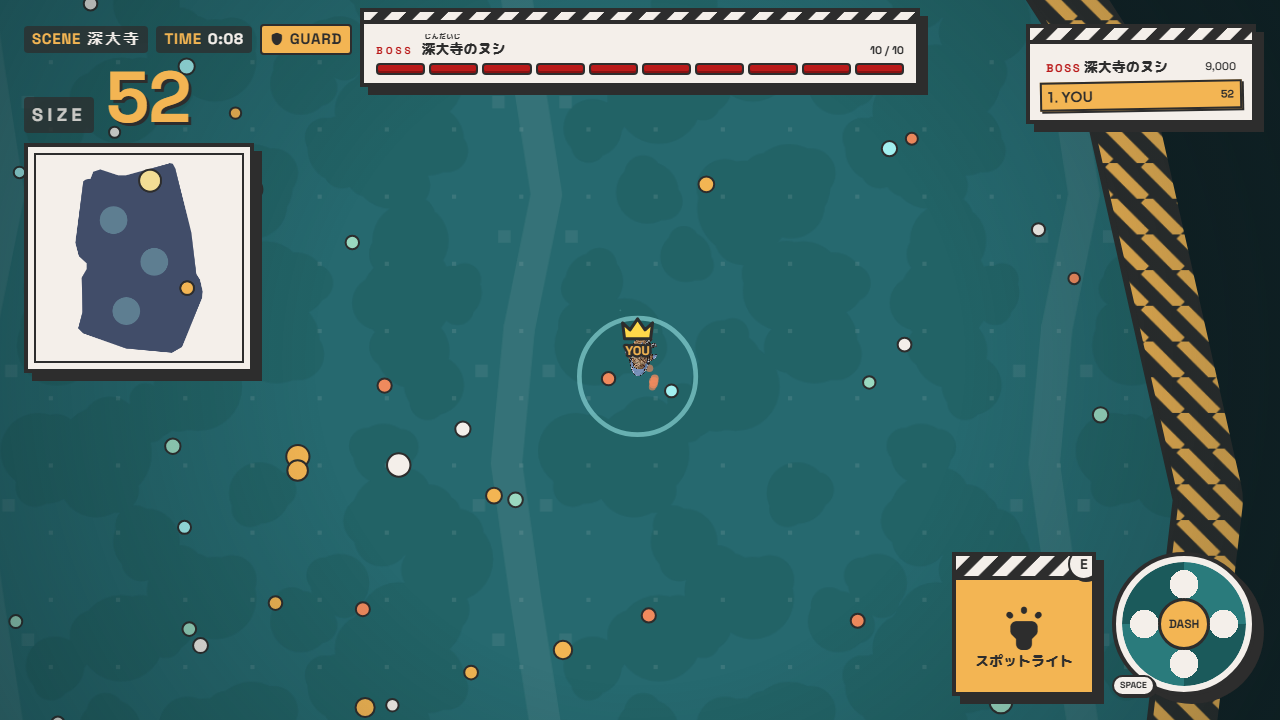 SCENE 深大寺
TIME 0:08
GUARD
SIZE 52
じんだいじ
BOSS 深大寺のヌシ 10 / 10
BOSS 深大寺のヌシ 9,000
1. YOU 52
YOU
E
スポットライト
DASH
SPACE